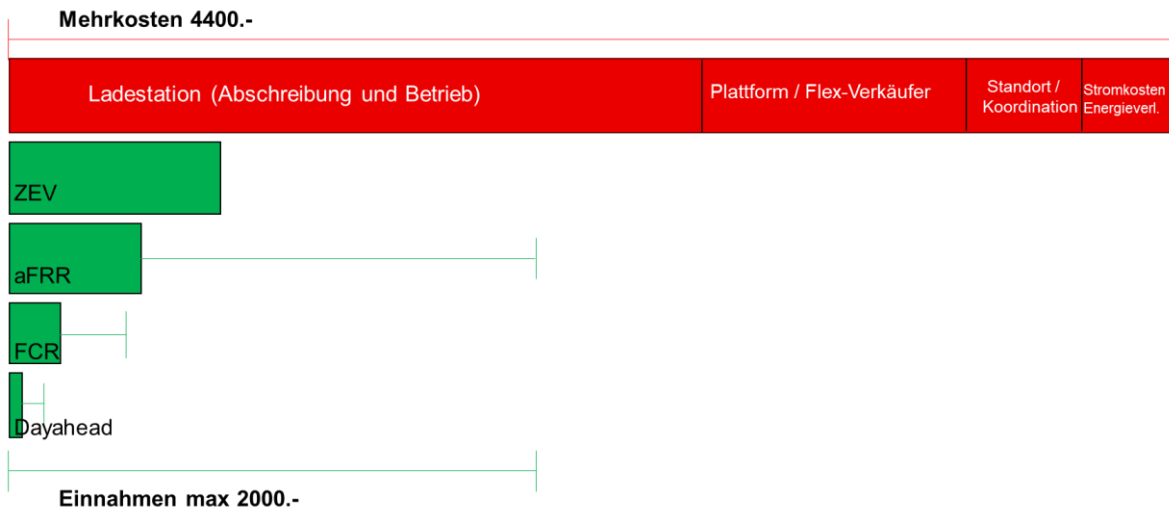 Mehrkosten 4400.-
Ladestation (Abschreibung und Betrieb)
Plattform / Flex-Verkäufer
Standort /
Koordination
Stromkosten
Energieverl.
ZEV
aFRR
FCR
Dayahead
Einnahmen max 2000.-